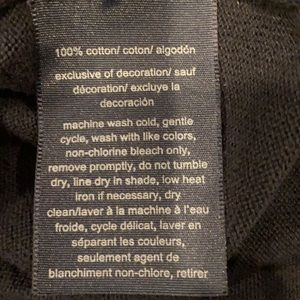 100% cotton/ coton/ algodón
exclusive of decoration/ sauf
décoration/ excluye la
decoración
machine wash cold, gentle
cycle, wash with like colors,
non-chlorine bleach only,
remove promptly, do not tumble
dry, line dry in shade, low heat
iron if necessary, dry
clean/laver à la machine à l'eau
froide, cycle délicat, laver en
séparant les couleurs,
seulement agent de
blanchiment non-chlore, retirer